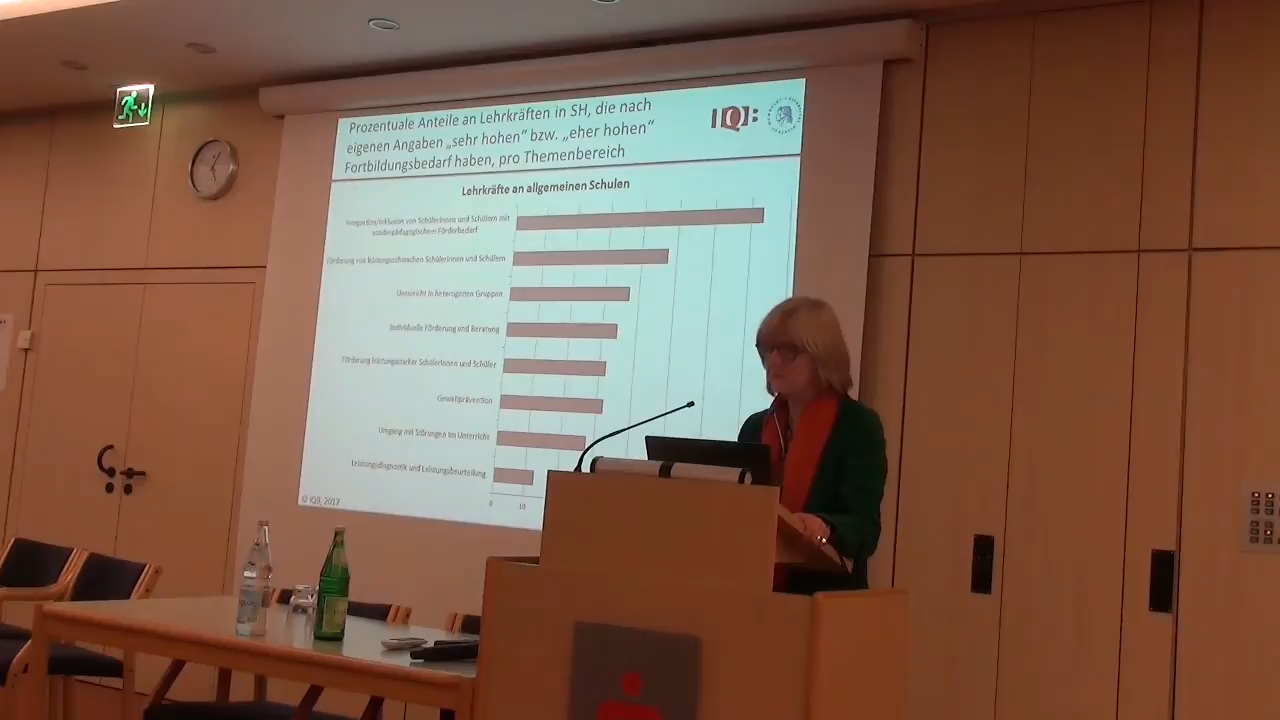 Prozentuale Anteile an Lehrkräften in SH, die nach
eigenen Angaben „sehr hohen“ bzw. „eher hohen“
Fortbildungsbedarf haben, pro Themenbereich
IQB
Lehrkräfte an allgemeinen Schulen
Integration/Inklusion von Schülerinnen und Schülern mit
sonderpädagogischem Förderbedarf
Förderung von leistungsschwachen Schülerinnen und Schülern
Unterricht in heterogenen Gruppen
Individuelle Förderung und Beratung
Förderung leistungsstarker Schülerinnen und Schüler
Gewaltprävention
Umgang mit Störungen im Unterricht
Leistungsdiagnostik und Leistungsbeurteilung
0 10
© IQB, 2017